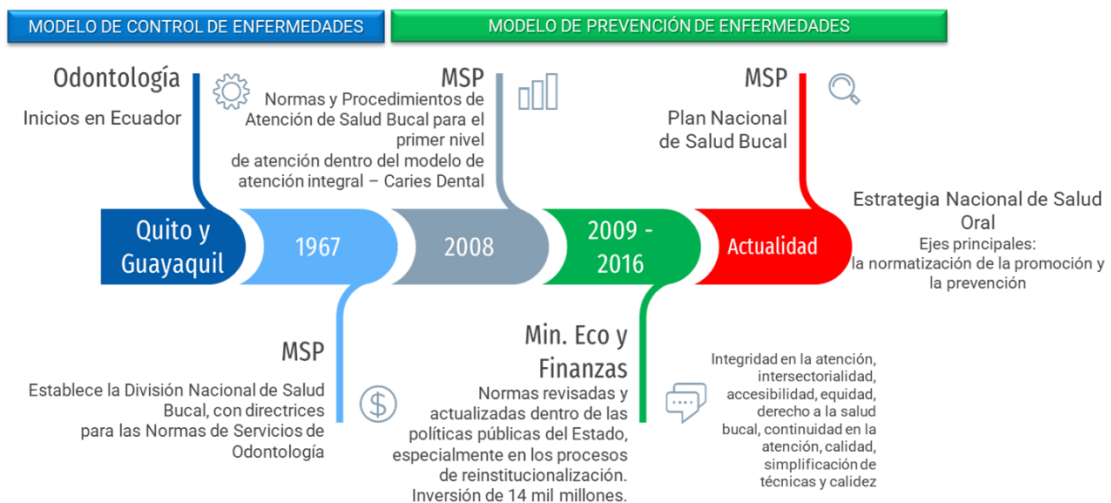 MODELO DE CONTROL DE ENFERMEDADES
MODELO DE PREVENCIÓN DE ENFERMEDADES
Odontología
Inicios en Ecuador
MSP
Normas y Procedimientos de
Atención de Salud Bucal para el
primer nivel
de atención dentro del modelo de
atención integral – Caries Dental
MSP
Plan Nacional
de Salud Bucal
Quito y
Guayaquil
1967
2008
2009 -
2016
Actualidad
Estrategia Nacional de Salud
Oral
Ejes principales:
la normatización de la promoción y
la prevención
MSP
Establece la División Nacional de Salud
Bucal, con directrices
para las Normas de Servicios de
Odontología
$
Min. Eco y
Finanzas
Normas revisadas y
actualizadas dentro de las
políticas públicas del Estado,
especialmente en los procesos
de reinstitucionalización.
Inversión de 14 mil millones.
Integridad en la atención,
intersectorialidad,
accesibilidad, equidad,
derecho a la salud
bucal, continuidad en la
atención, calidad,
simplificación de
técnicas y calidez